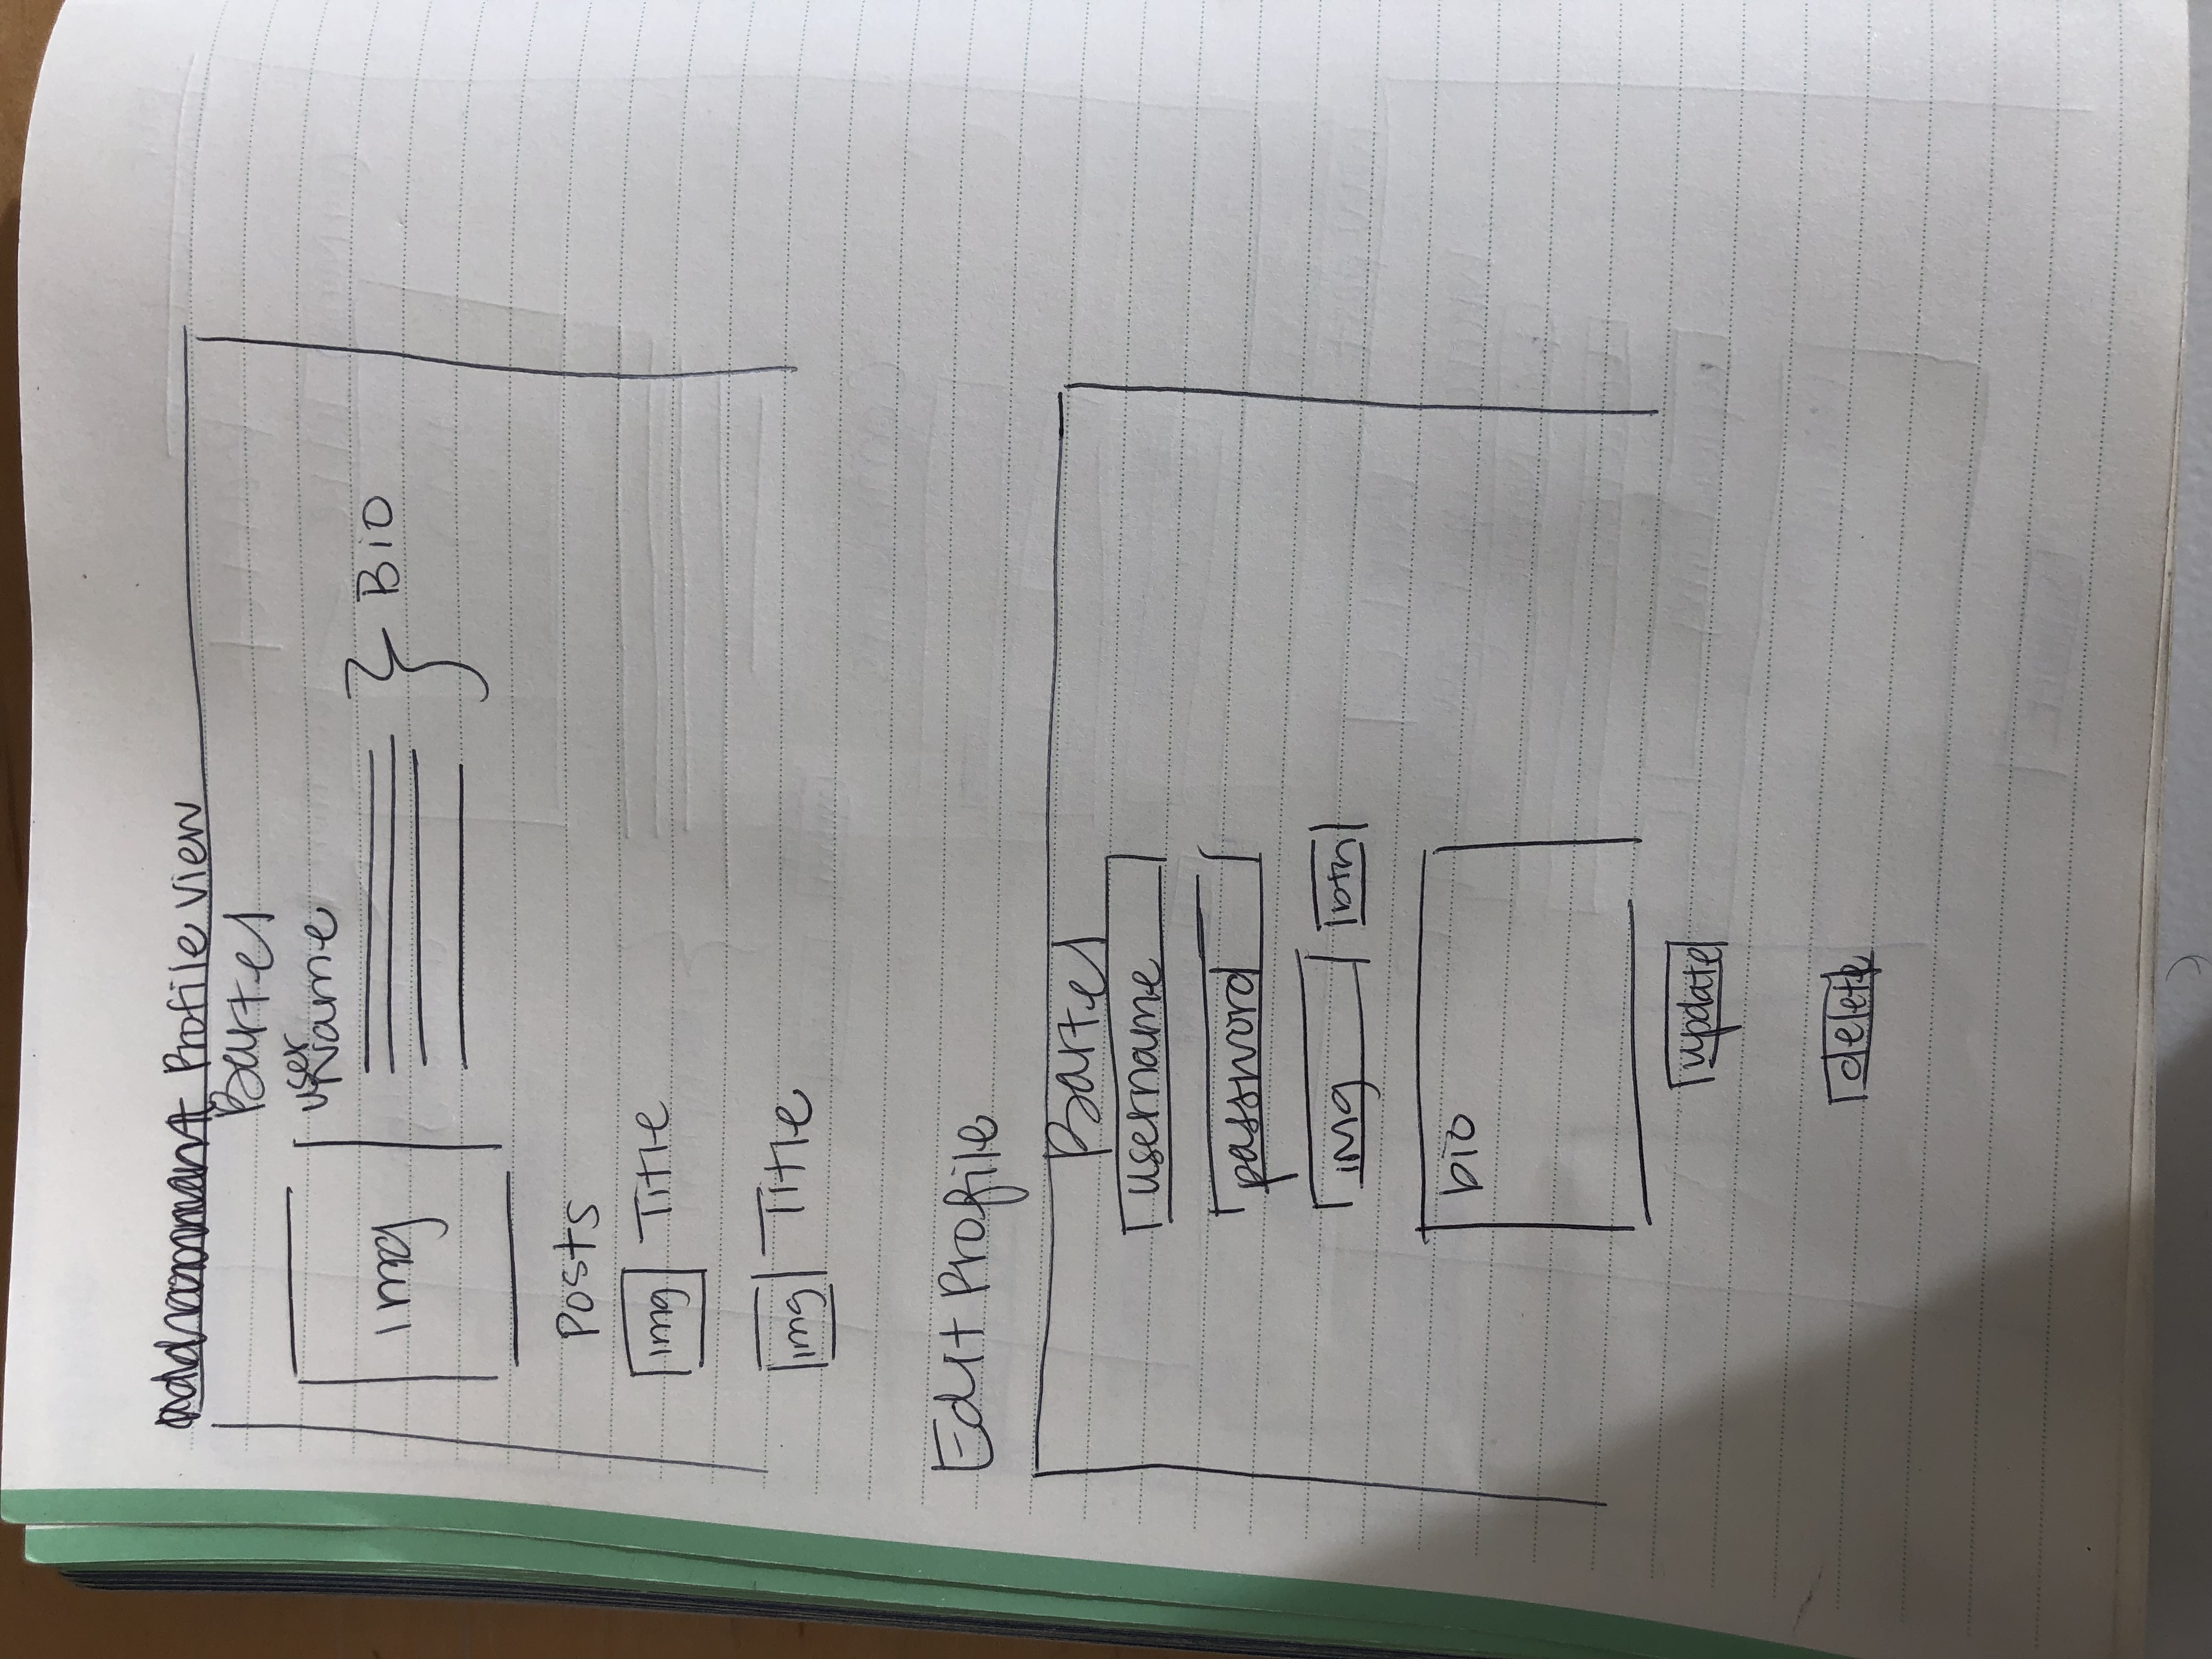 Profile View
Barter
user
Name
img
Bio
Posts
img Title
img Title
Edit Profile
Barter
username
password
img btn
bio
update
delete